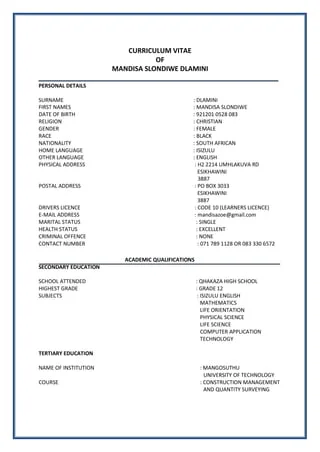 CURRICULUM VITAE
OF
MANDISA SLONDIWE DLAMINI
PERSONAL DETAILS
SURNAME : DLAMINI
FIRST NAMES : MANDISA SLONDIWE
DATE OF BIRTH : 921201 0528 083
RELIGION : CHRISTIAN
GENDER : FEMALE
RACE : BLACK
NATIONALITY : SOUTH AFRICAN
HOME LANGUAGE : ISIZULU
OTHER LANGUAGE : ENGLISH
PHYSICAL ADDRESS : H2 2214 UMHLAKUVA RD
ESIKHAWINI
3887
POSTAL ADDRESS : PO BOX 3033
ESIKHAWINI
3887
DRIVERS LICENCE : CODE 10 (LEARNERS LICENCE)
E-MAIL ADDRESS : mandisazoe@gmail.com
MARITAL STATUS : SINGLE
HEALTH STATUS : EXCELLENT
CRIMINAL OFFENCE : NONE
CONTACT NUMBER : 071 789 1128 OR 083 330 6572
ACADEMIC QUALIFICATIONS
SECONDARY EDUCATION
SCHOOL ATTENDED : QHAKAZA HIGH SCHOOL
HIGHEST GRADE : GRADE 12
SUBJECTS : ISIZULU ENGLISH
MATHEMATICS
LIFE ORIENTATION
PHYSICAL SCIENCE
LIFE SCIENCE
COMPUTER APPLICATION
TECHNOLOGY
TERTIARY EDUCATION
NAME OF INSTITUTION : MANGOSUTHU
UNIVERSITY OF TECHNOLOGY
COURSE : CONSTRUCTION MANAGEMENT
AND QUANTITY SURVEYING